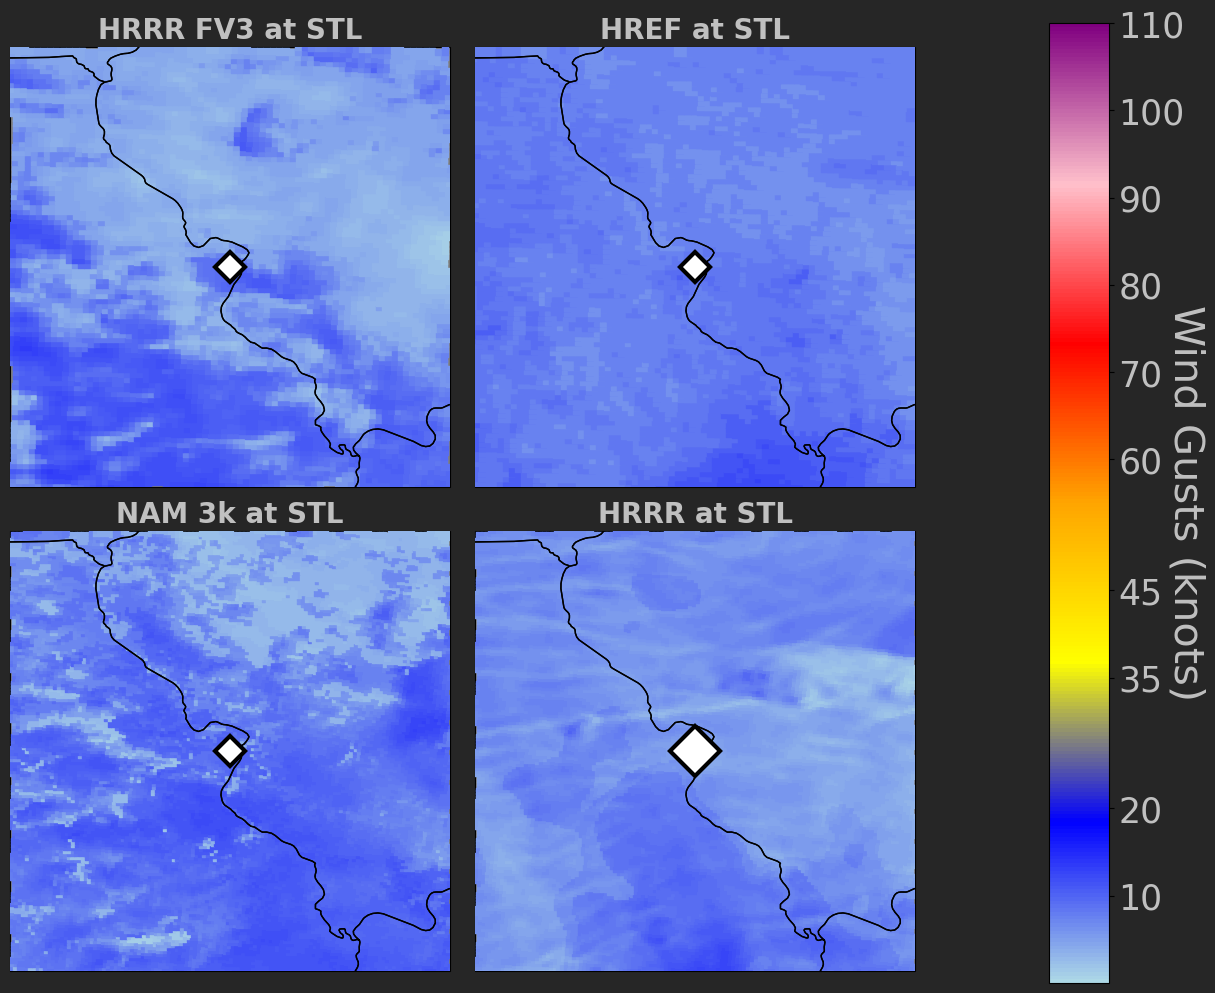 HRRR FV3 at STL
HREF at STL
NAM 3k at STL
HRRR at STL
110
100
90
80
70
60
45
35
20
10
Wind Gusts (knots)